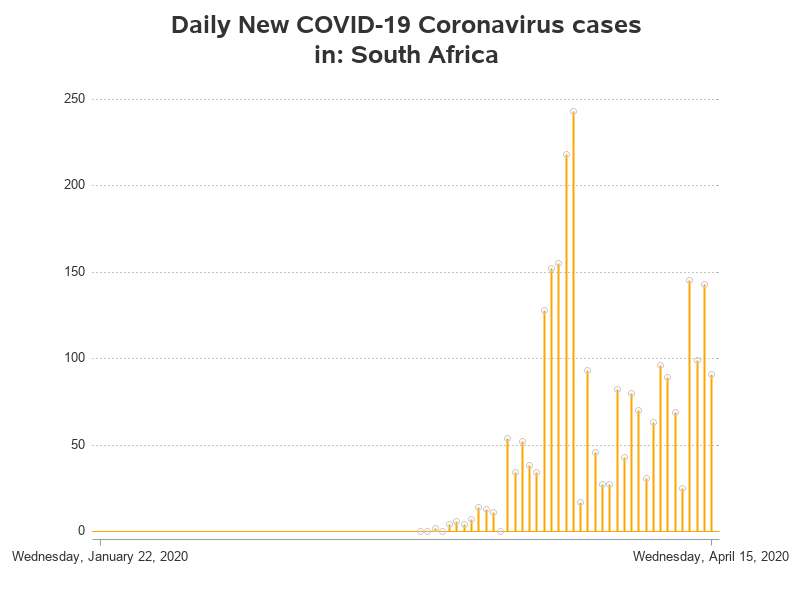 Daily New COVID-19 Coronavirus cases
in: South Africa
250
200
150
100
50
0
Wednesday, January 22, 2020
Wednesday, April 15, 2020